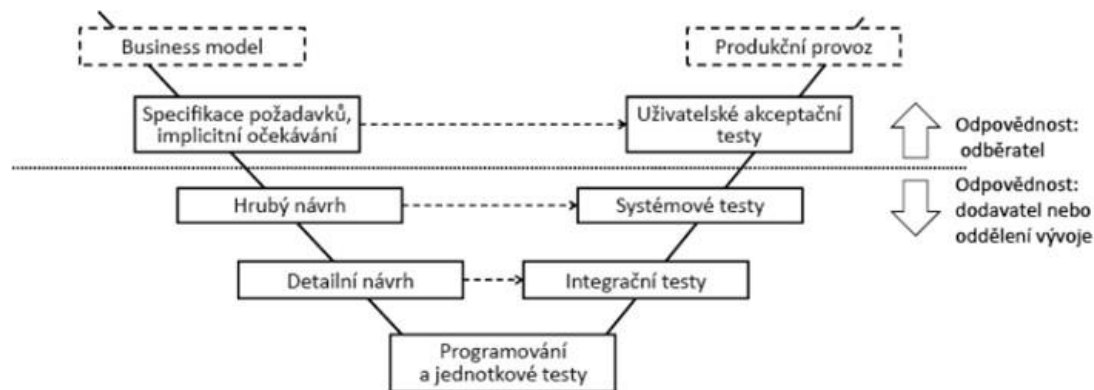 Business model
Produkční provoz
Specifikace požadavků,
implicitní očekávání
Uživatelské akceptační
testy
Odpovědnost:
odběratel
Hrubý návrh
Systémové testy
Odpovědnost:
dodavatel nebo
oddělení vývoje
Detailní návrh
Integrační testy
Programování
a jednotkové testy